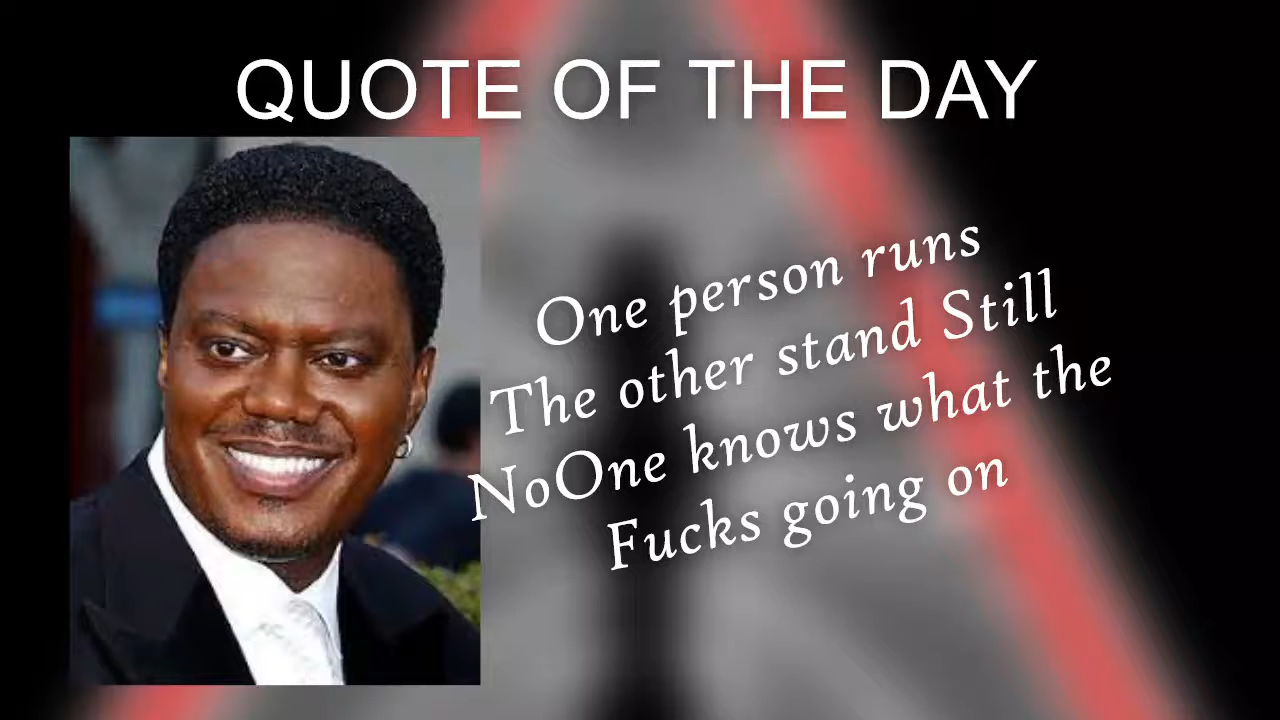 QUOTE OF THE DAY
One person runs
The other stand Still
NoOne knows what the
Fucks going on